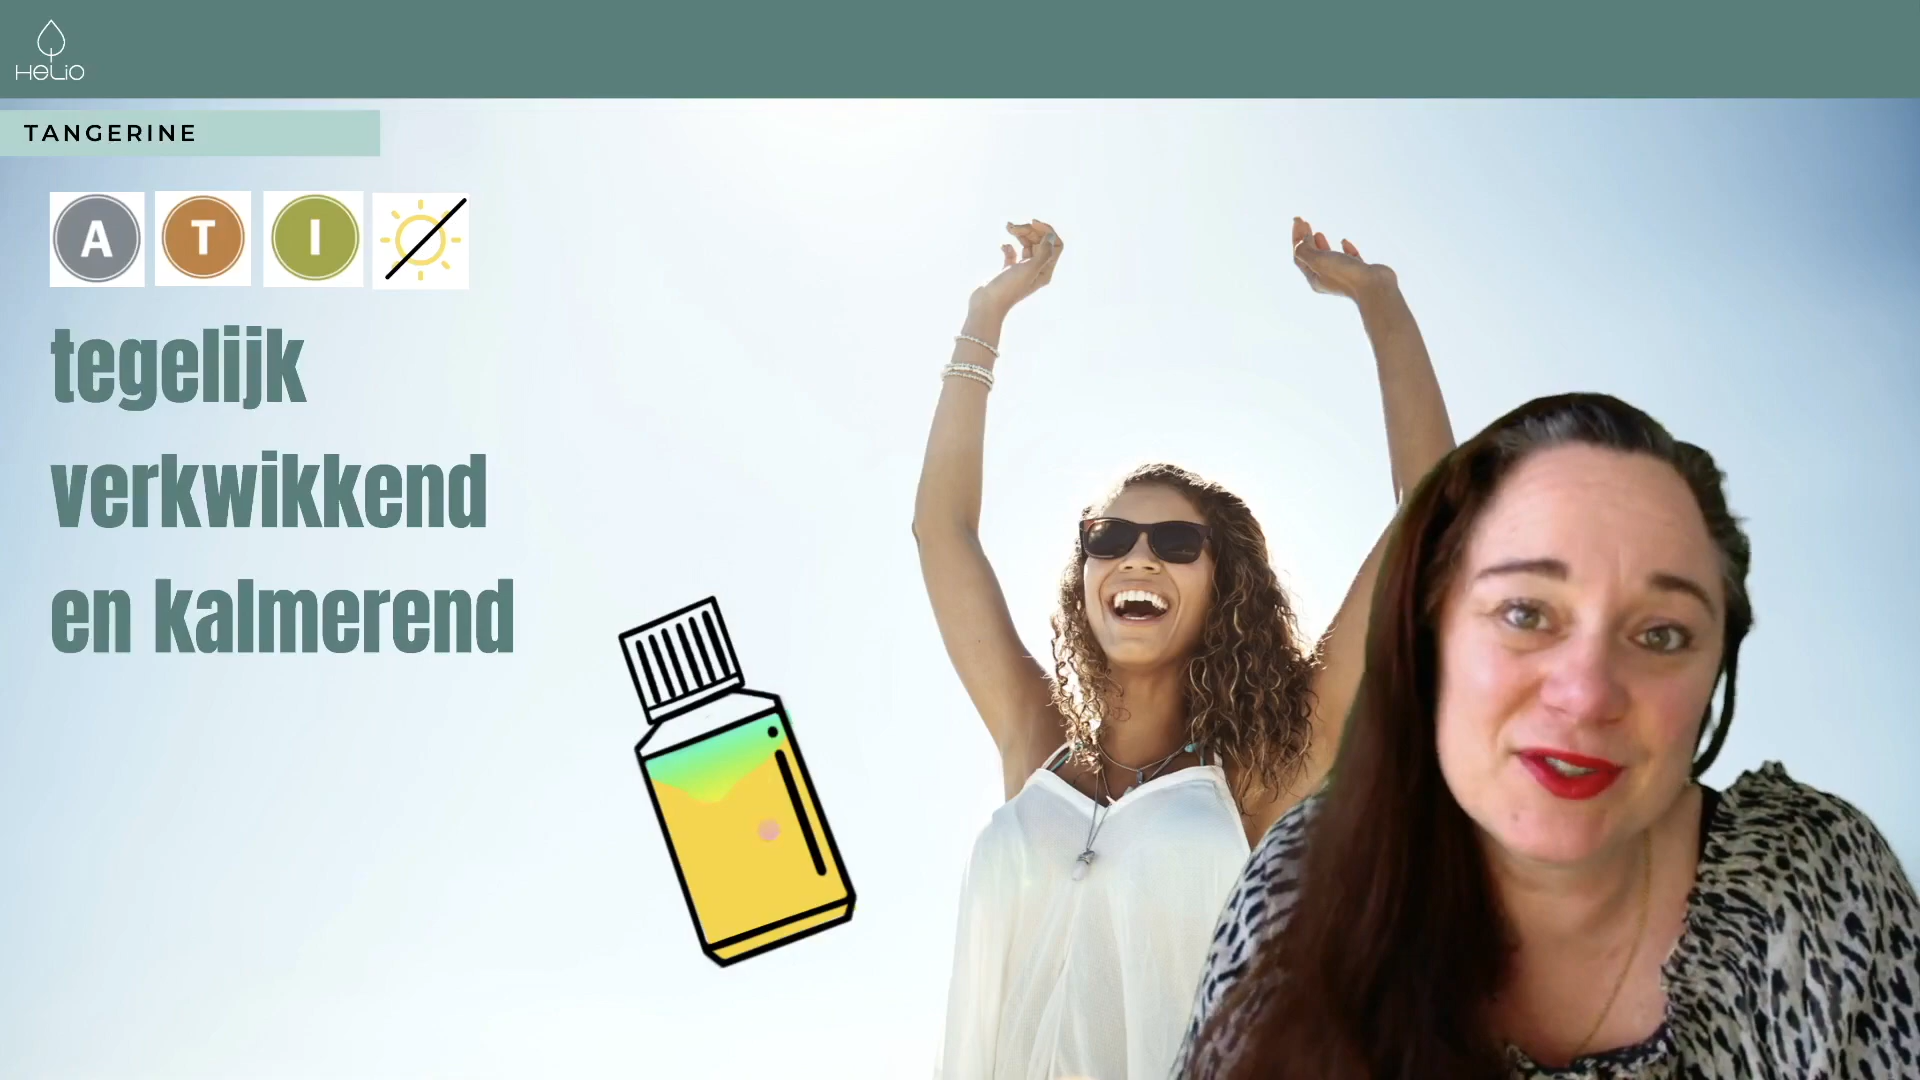 HeLiO
TANGERINE
A T I
tegelijk
verkwikkend
en kalmerend